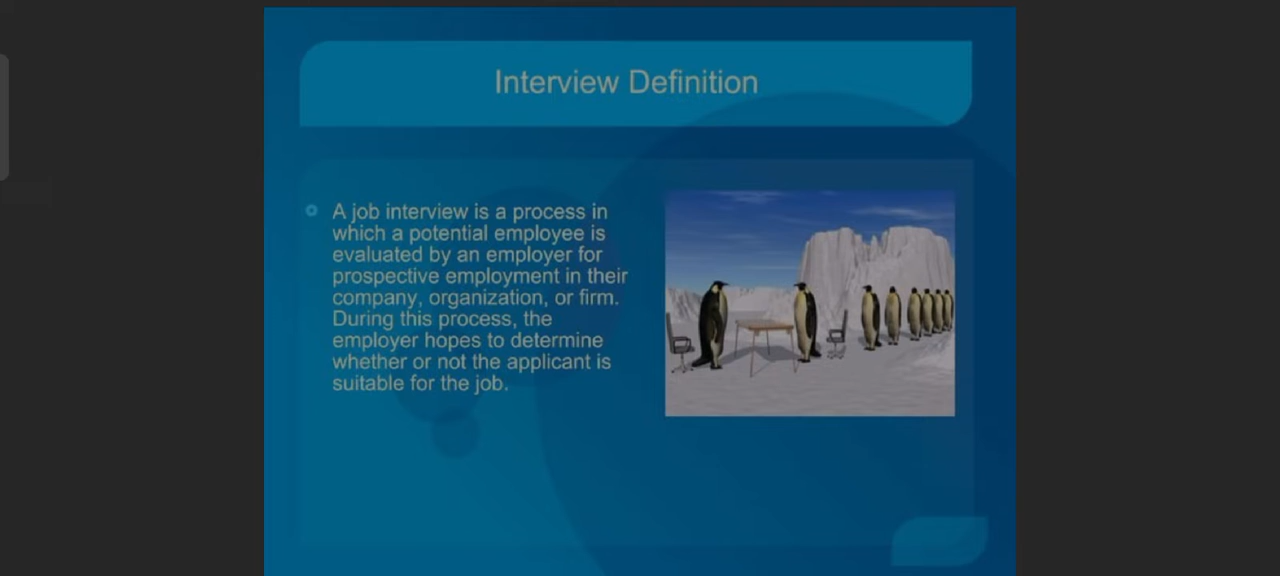 Interview Definition
A job interview is a process in
which a potential employee is
evaluated by an employer for
prospective employment in their
company, organization, or firm.
During this process, the
employer hopes to determine
whether or not the applicant is
suitable for the job.